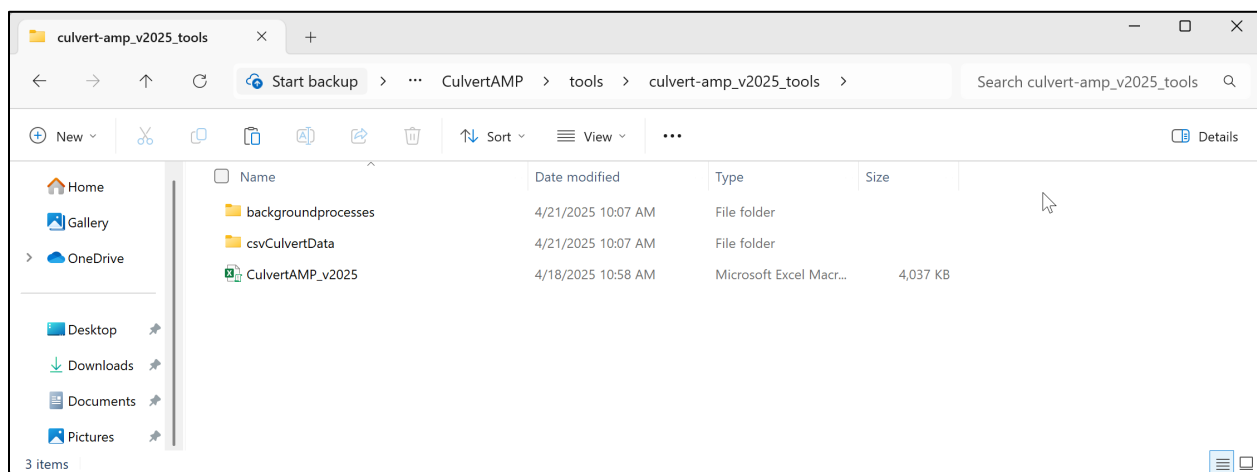 culvert-amp_v2025_tools
Start backup > ... CulvertAMP > tools > culvert-amp_v2025_tools > Search culvert-amp_v2025_tools
New Sort View ... Details
Name Date modified Type Size
Home
Gallery
OneDrive
Desktop
Downloads
Documents
Pictures
backgroundprocesses 4/21/2025 10:07 AM File folder
csvCulvertData 4/21/2025 10:07 AM File folder
CulvertAMP_v2025 4/18/2025 10:58 AM Microsoft Excel Macr... 4,037 KB
3 items